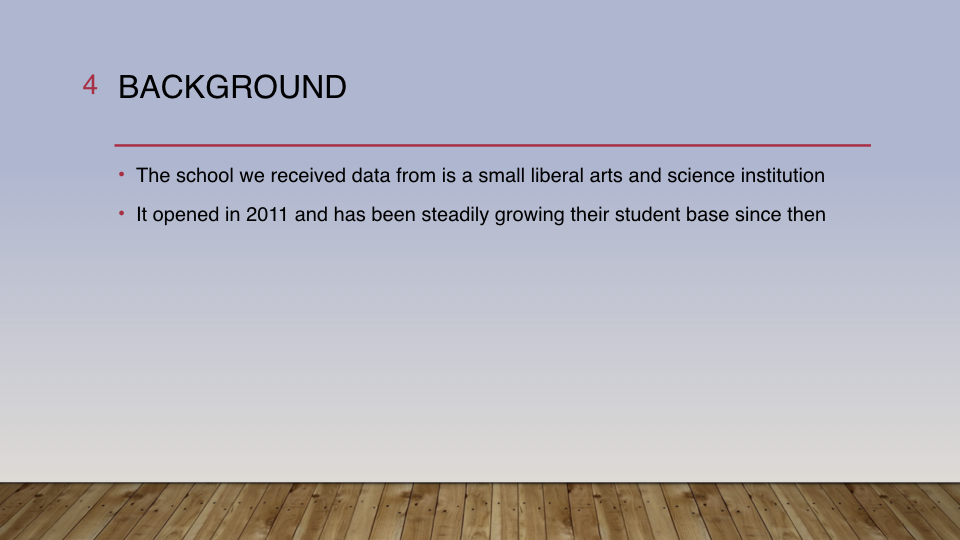 4 BACKGROUND
• The school we received data from is a small liberal arts and science institution
• It opened in 2011 and has been steadily growing their student base since then